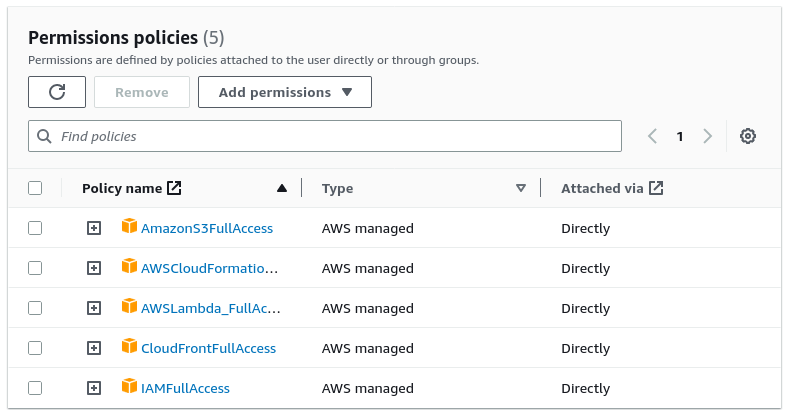 Permissions policies (5)
Permissions are defined by policies attached to the user directly or through groups.
Remove Add permissions
Find policies 1
Policy name Type Attached via
AmazonS3FullAccess AWS managed Directly
AWSCloudFormatio... AWS managed Directly
AWSLambda_FullAc... AWS managed Directly
CloudFrontFullAccess AWS managed Directly
IAMFullAccess AWS managed Directly